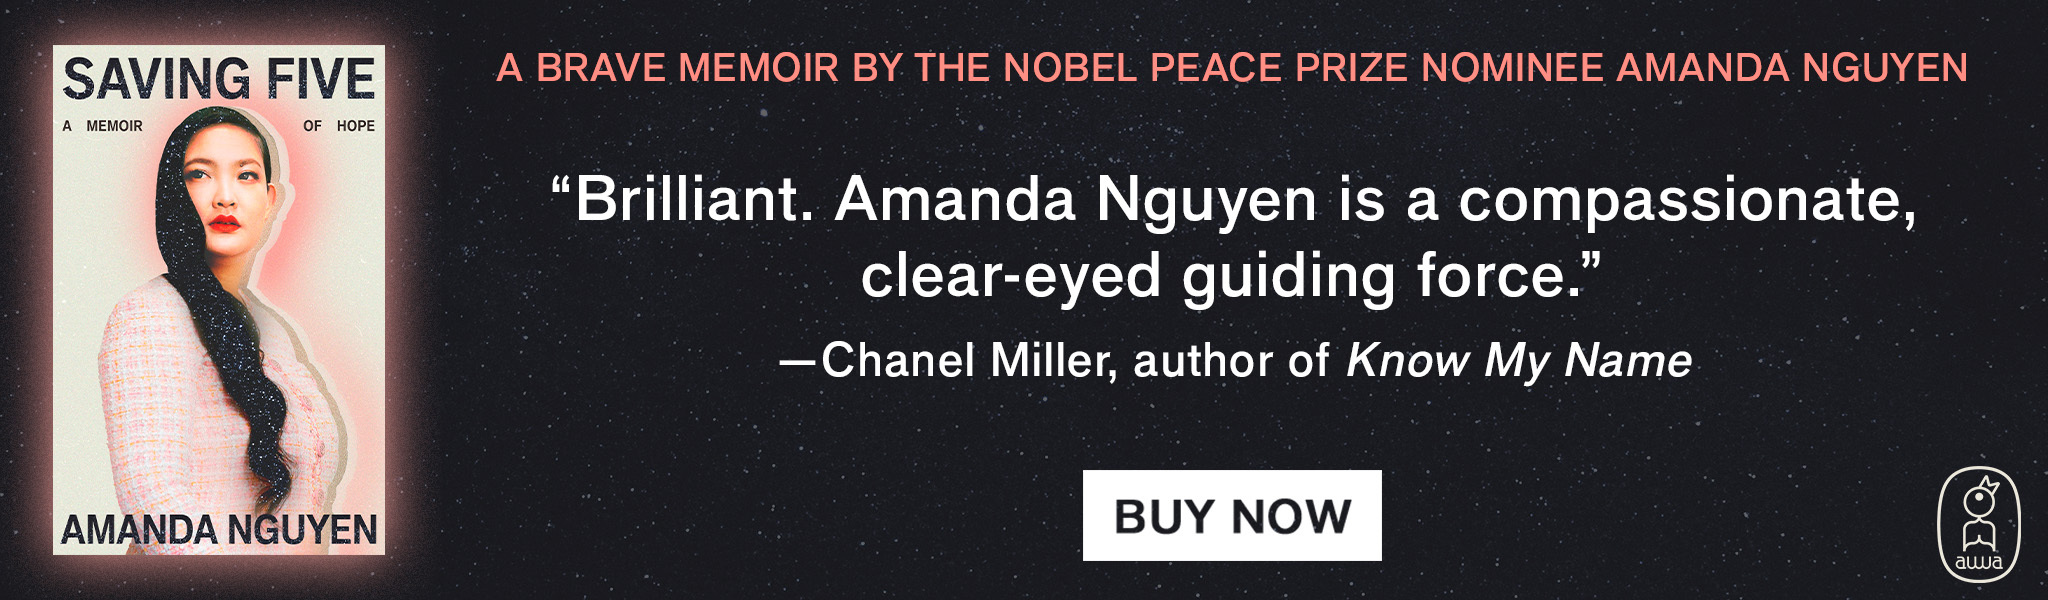 SAVING FIVE
A MEMOIR OF HOPE
AMANDA NGUYEN
A BRAVE MEMOIR BY THE NOBEL PEACE PRIZE NOMINEE AMANDA NGUYEN
“Brilliant. Amanda Nguyen is a compassionate,
clear-eyed guiding force.”
—Chanel Miller, author of Know My Name
BUY NOW
auwa